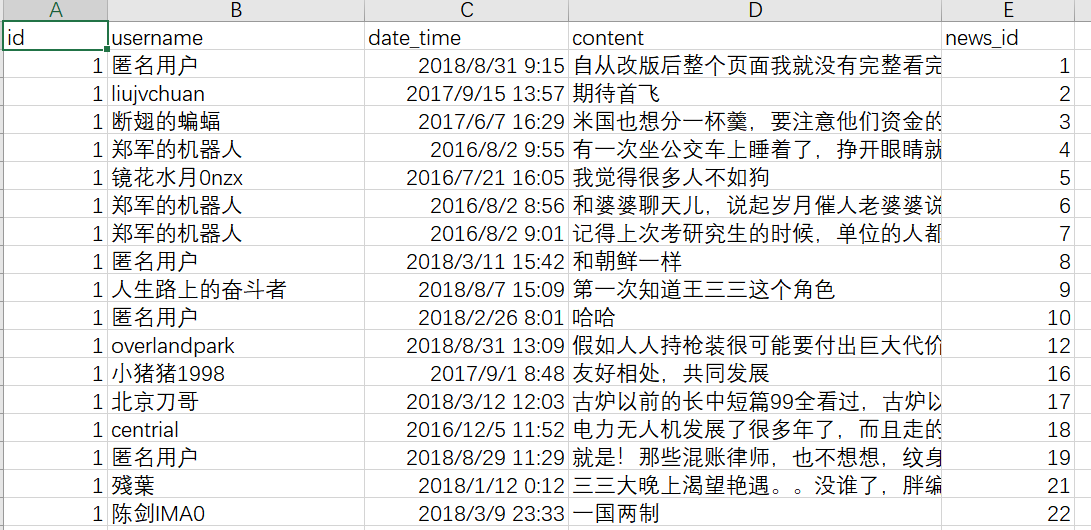 A B C D E
id username date_time content news_id
1 匿名用户 2018/8/31 9:15 自从改版后整个页面我就没有完整看完 1
1 liujvchuan 2017/9/15 13:57 期待首飞 2
1 断翅的蝙蝠 2017/6/7 16:29 米国也想分一杯羹，要注意他们资金的 3
1 郑军的机器人 2016/8/2 9:55 有一次坐公交车上睡着了，挣开眼睛就 4
1 镜花水月0nzx 2016/7/21 16:05 我觉得很多人不如狗 5
1 郑军的机器人 2016/8/2 8:56 和婆婆聊天儿，说起岁月催人老婆婆说 6
1 郑军的机器人 2016/8/2 9:01 记得上次考研究生的时候，单位的人都 7
1 匿名用户 2018/3/11 15:42 和朝鲜一样 8
1 人生路上的奋斗者 2018/8/7 15:09 第一次知道王三三这个角色 9
1 匿名用户 2018/2/26 8:01 哈哈 10
1 overlandpark 2018/8/31 13:09 假如人人持枪装很可能要付出巨大代价 12
1 小猪猪1998 2017/9/1 8:48 友好相处，共同发展 16
1 北京刀哥 2018/3/12 12:03 古炉以前的长中短篇99全看过，古炉以 17
1 centrial 2016/12/5 11:52 电力无人机发展了很多年了，而且走的 18
1 匿名用户 2018/8/29 11:29 就是！那些混账律师，也不想想，纹身 19
1 殘葉 2018/1/12 0:12 三三大晚上渴望艳遇。。没谁了，胖编 21
1 陈剑IMA0 2018/3/9 23:33 一国两制 22